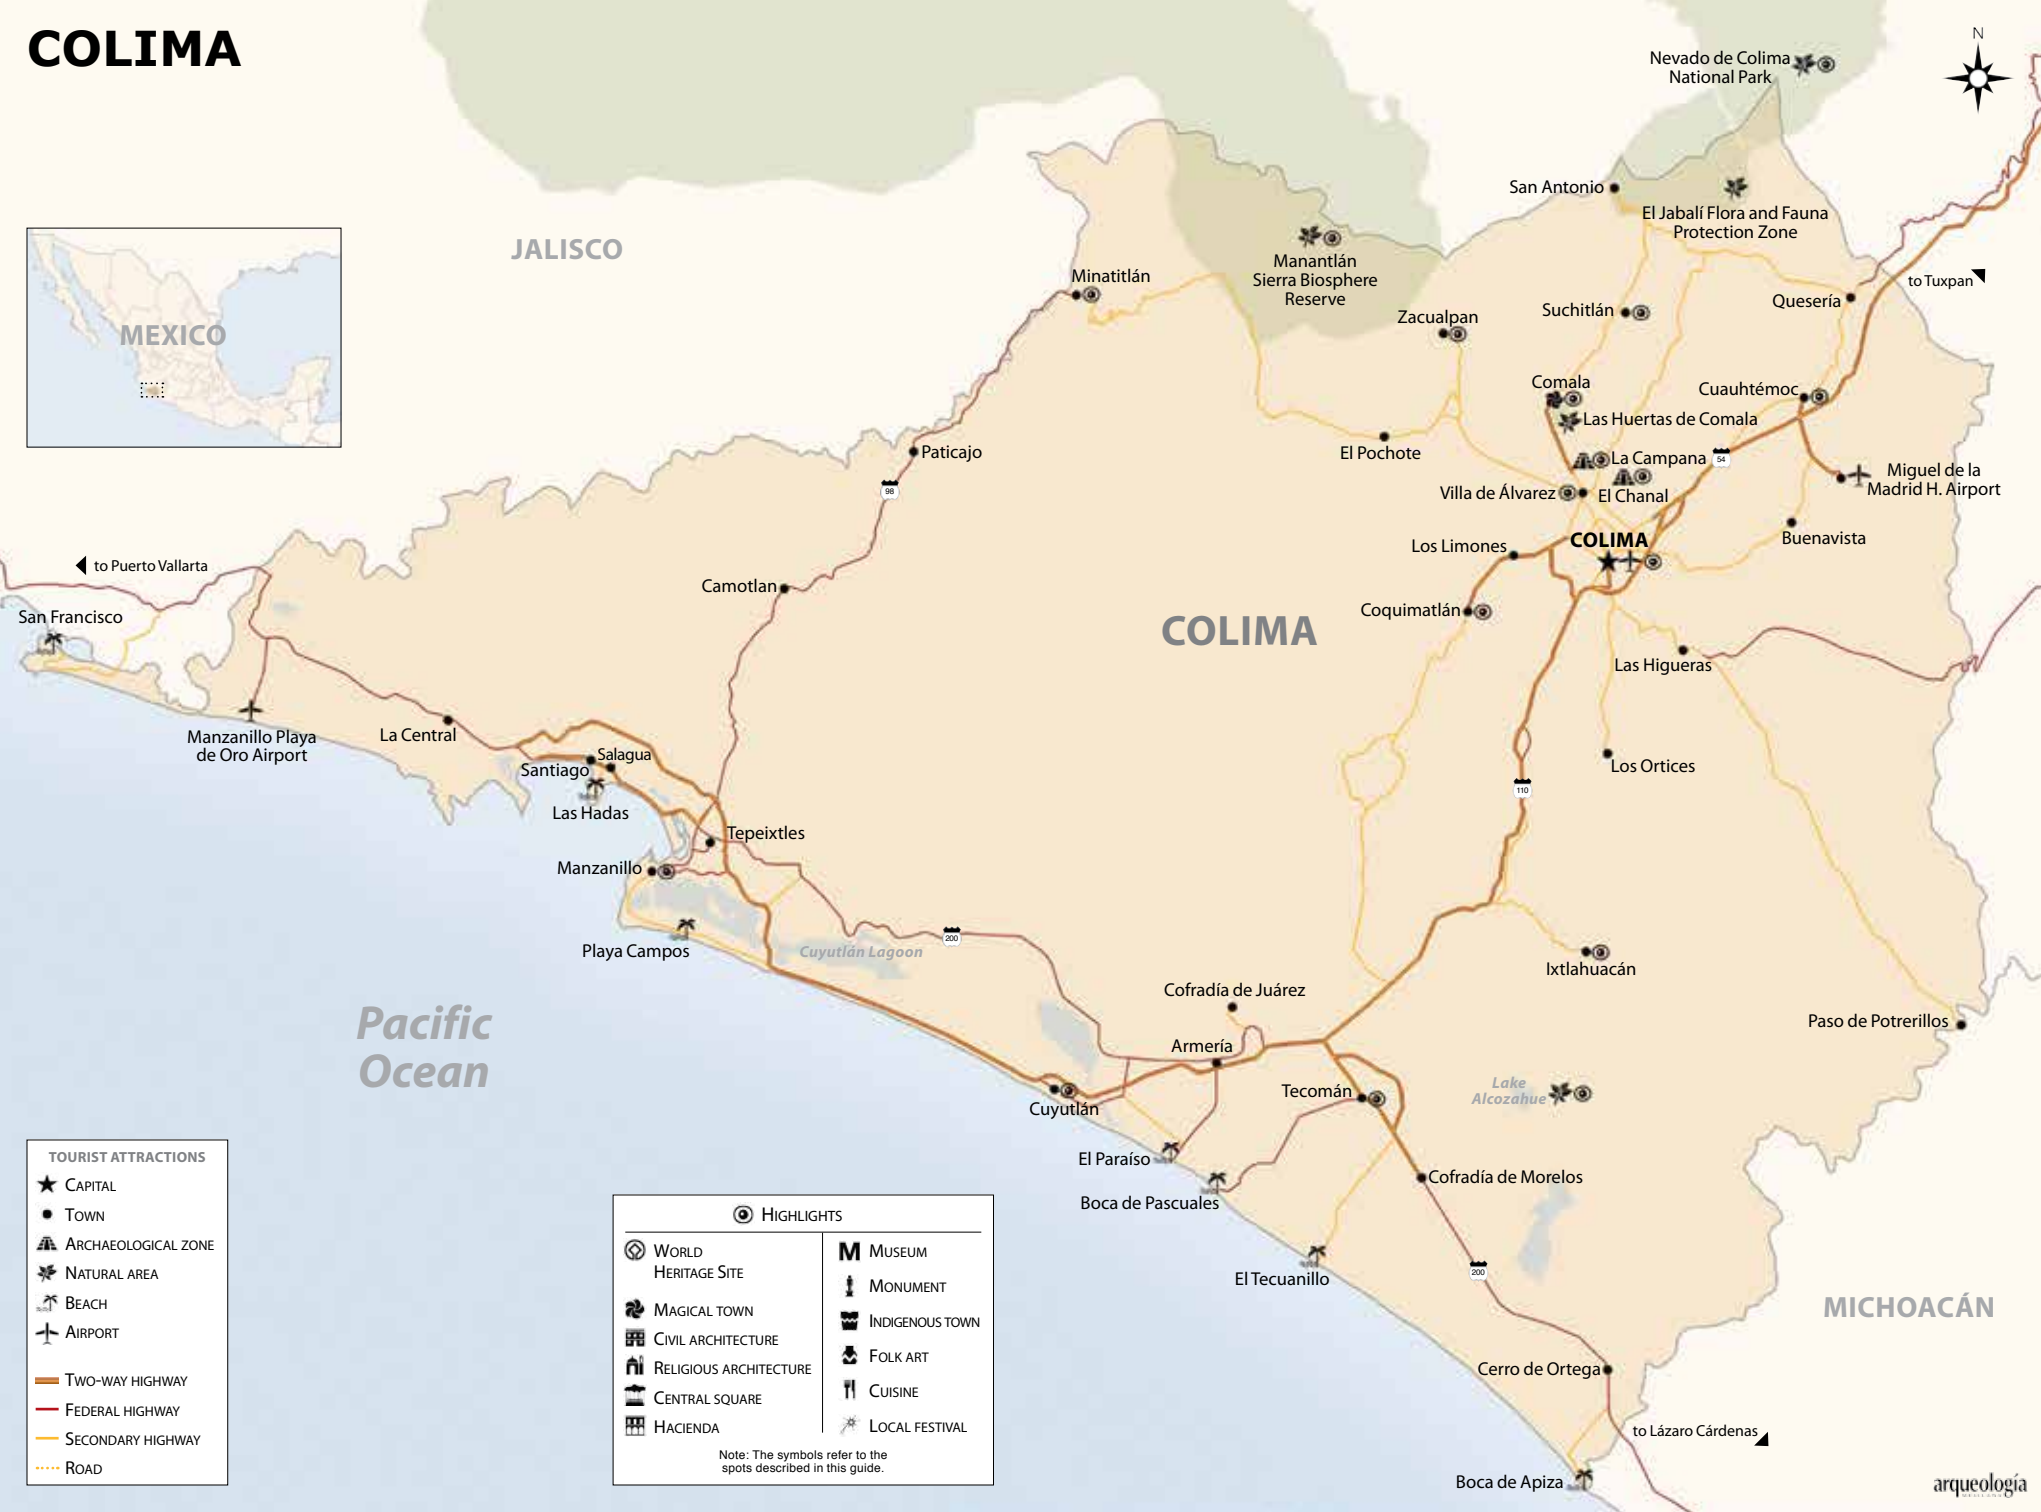 COLIMA
N
Nevado de Colima
National Park
San Antonio
El Jabalí Flora and Fauna
Protection Zone
JALISCO
MEXICO
Manantlán
Sierra Biosphere
Reserve
Minatitlán
to Tuxpan
Quesería
Suchitlán
Zacualpan
Comala
Cuauhtémoc
Las Huertas de Comala
Paticajo
El Pochote
La Campana
54
Miguel de la
Madrid H. Airport
98
Villa de Álvarez
El Chanal
COLIMA
Buenavista
Los Limones
to Puerto Vallarta
Camotlan
San Francisco
Coquimatlán
COLIMA
Las Higueras
Manzanillo Playa
de Oro Airport
La Central
Salagua
Santiago
Los Ortices
110
Las Hadas
Tepeixtles
Manzanillo
200
Playa Campos
Cuyutlán Lagoon
Ixtlahuacán
Cofradía de Juárez
Pacific
Ocean
Paso de Potrerillos
Armería
Tecomán
Lake
Alcozahue
Cuyutlán
El Paraíso
Cofradía de Morelos
Boca de Pascuales
El Tecuanillo
200
MICHOACÁN
Cerro de Ortega
to Lázaro Cárdenas
Boca de Apiza
TOURIST ATTRACTIONS
CAPITAL
TOWN
ARCHAEOLOGICAL ZONE
NATURAL AREA
BEACH
AIRPORT
TWO-WAY HIGHWAY
FEDERAL HIGHWAY
SECONDARY HIGHWAY
ROAD
HIGHLIGHTS
WORLD
HERITAGE SITE
MAGICAL TOWN
CIVIL ARCHITECTURE
RELIGIOUS ARCHITECTURE
CENTRAL SQUARE
HACIENDA
M MUSEUM
MONUMENT
INDIGENOUS TOWN
FOLK ART
CUISINE
LOCAL FESTIVAL
Note: The symbols refer to the
spots described in this guide.
arqueología